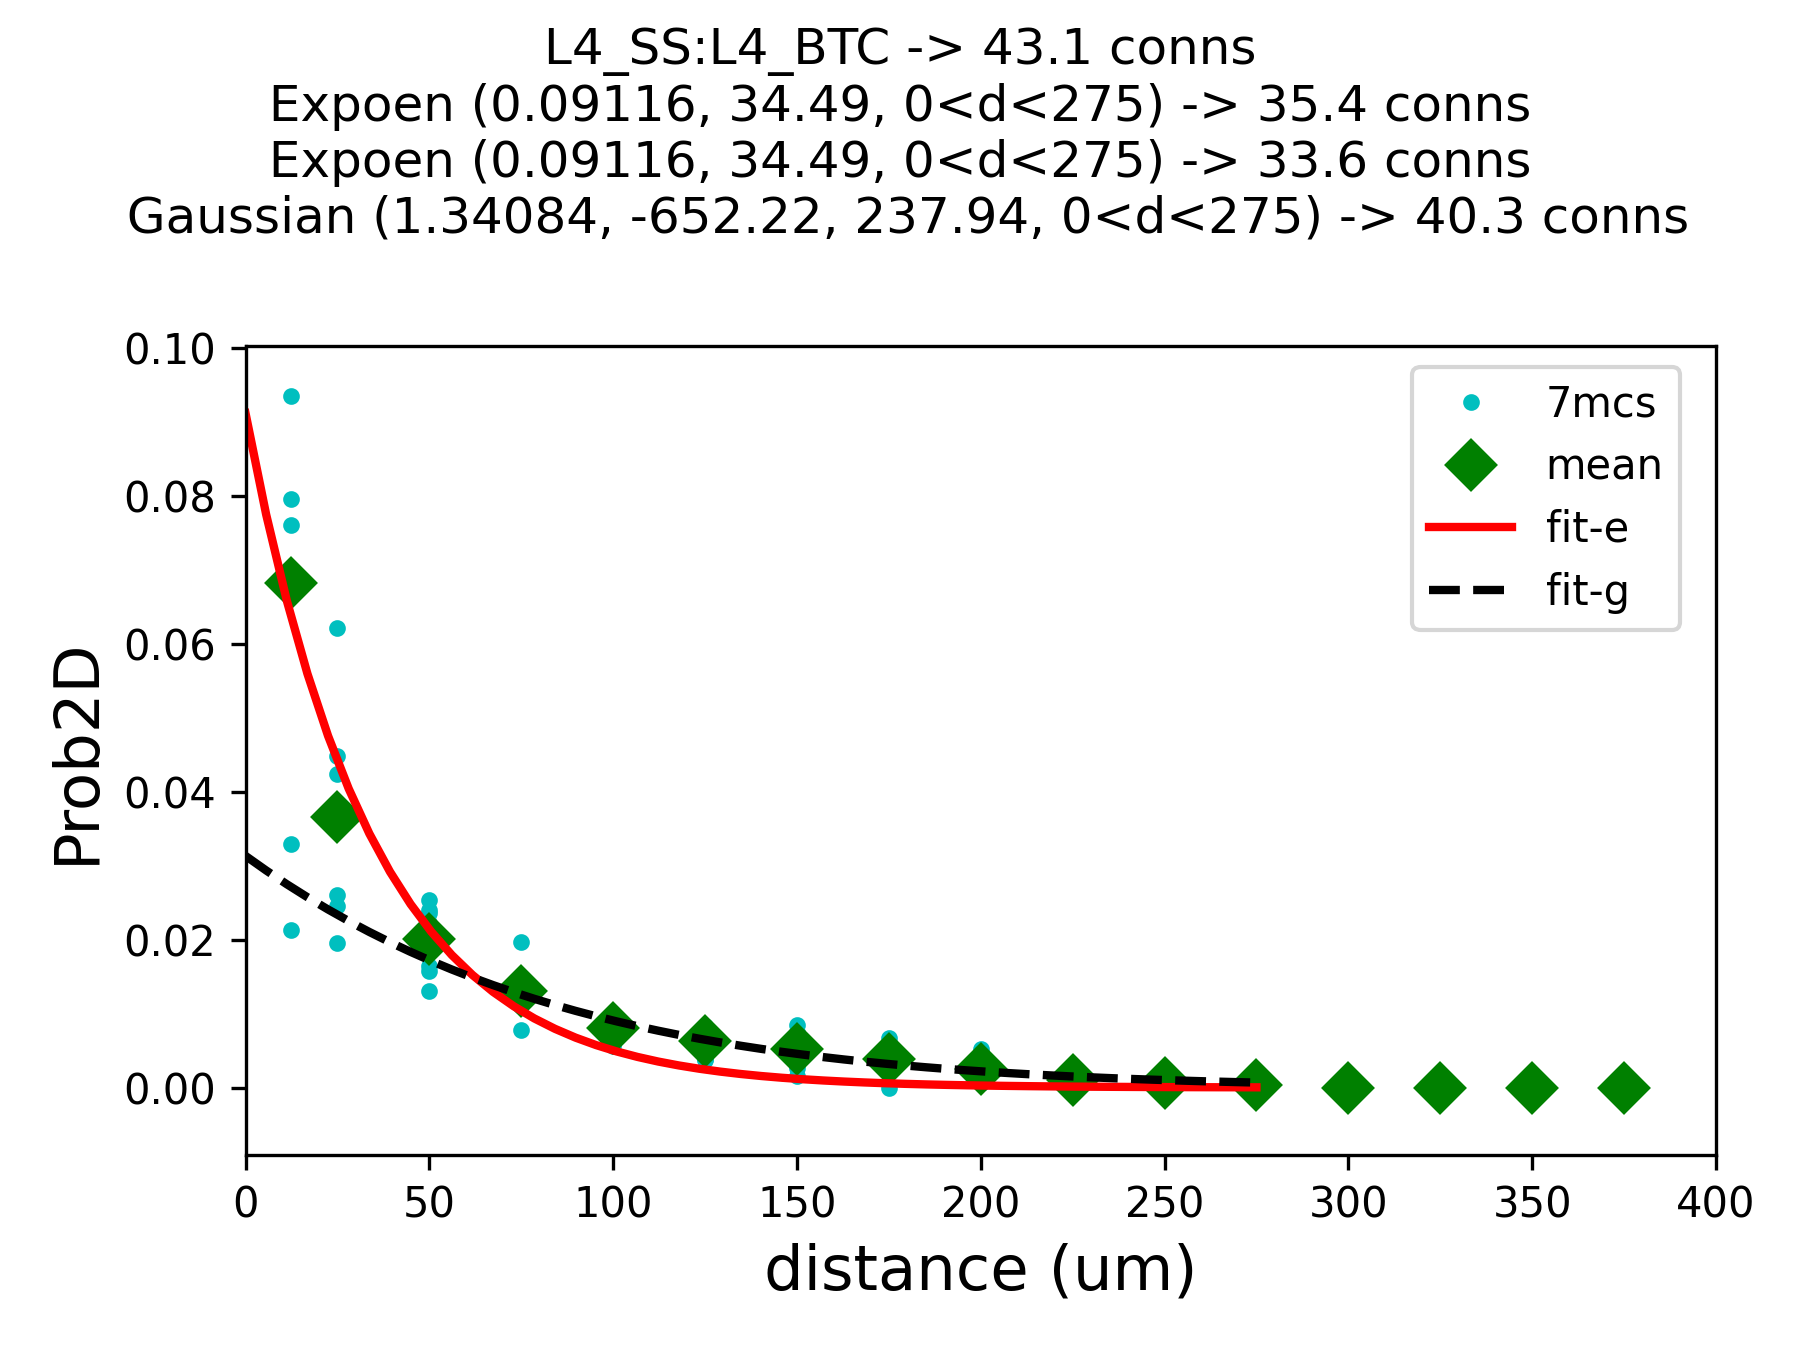 L4_SS:L4_BTC -> 43.1 conns
Expoen (0.09116, 34.49, 0<d<275) -> 35.4 conns
Expoen (0.09116, 34.49, 0<d<275) -> 33.6 conns
Gaussian (1.34084, -652.22, 237.94, 0<d<275) -> 40.3 conns
0.10
0.08
0.06
0.04
0.02
0.00
Prob2D
7mcs
mean
fit-e
fit-g
0 50 100 150 200 250 300 350 400
distance (um)